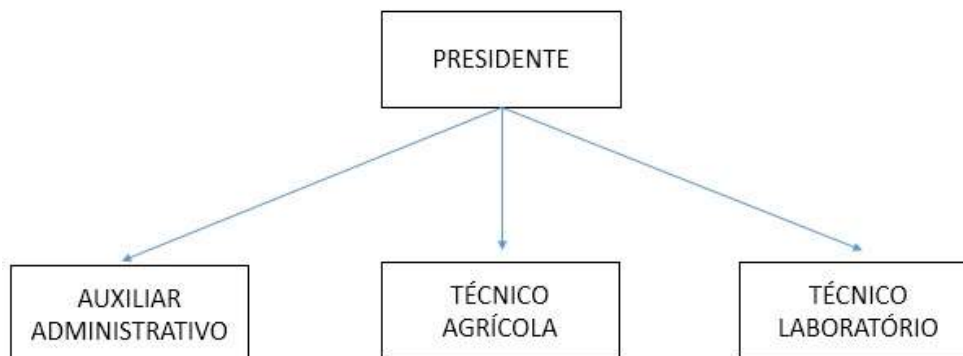 PRESIDENTE
AUXILIAR
ADMINISTRATIVO
TÉCNICO
AGRÍCOLA
TÉCNICO
LABORATÓRIO